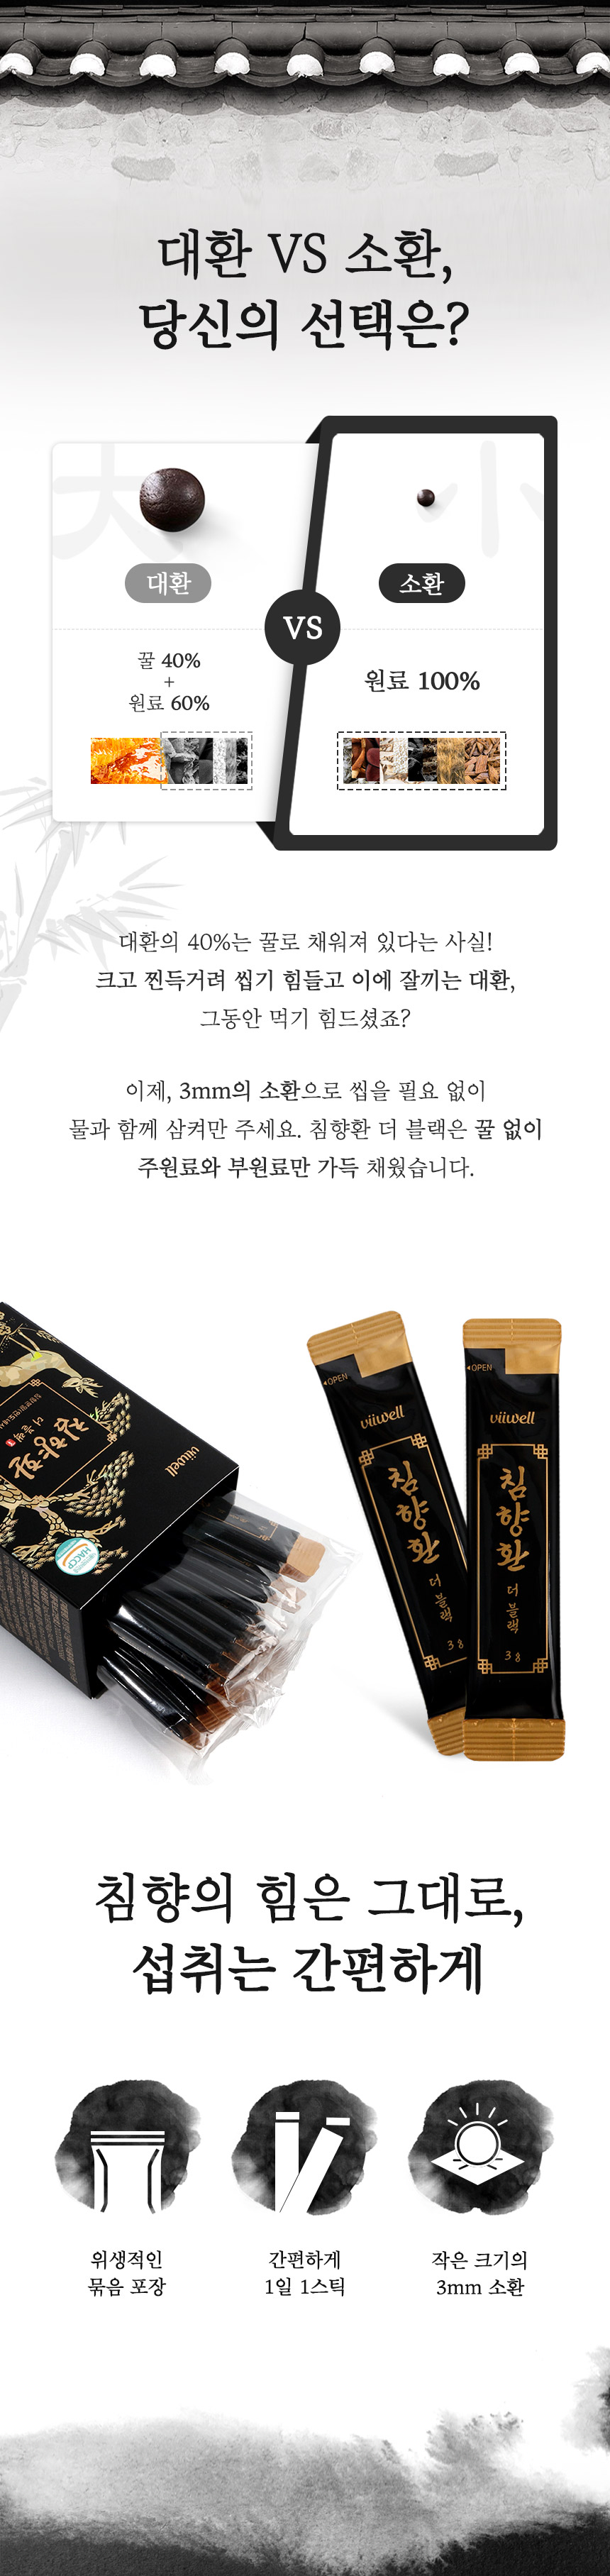 대환 VS 소환,
당신의 선택은?
大
小
대환
소환
VS
꿀 40%
+
원료 60%
원료 100%
대환의 40%는 꿀로 채워져 있다는 사실!
크고 찐득거려 씹기 힘들고 이에 잘끼는 대환,
그동안 먹기 힘드셨죠?
이제, 3mm의 소환으로 씹을 필요 없이
물과 함께 삼켜만 주세요. 침향환 더 블랙은 꿀 없이
주원료와 부원료만 가득 채웠습니다.
침향환
더 블랙
viiwell
HACCP
OPEN
viiwell
침향환
더 블랙
3g
OPEN
viiwell
침향환
더 블랙
3g
침향의 힘은 그대로,
섭취는 간편하게
위생적인
묶음 포장
간편하게
1일 1스틱
작은 크기의
3mm 소환